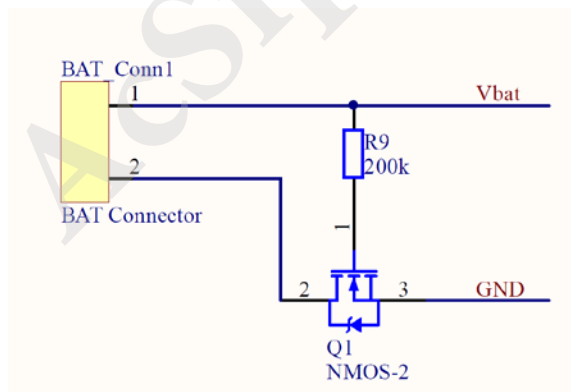 BAT_Conn1
1
Vbat
R9
200k
2
BAT Connector
1
2
3
GND
Q1
NMOS-2